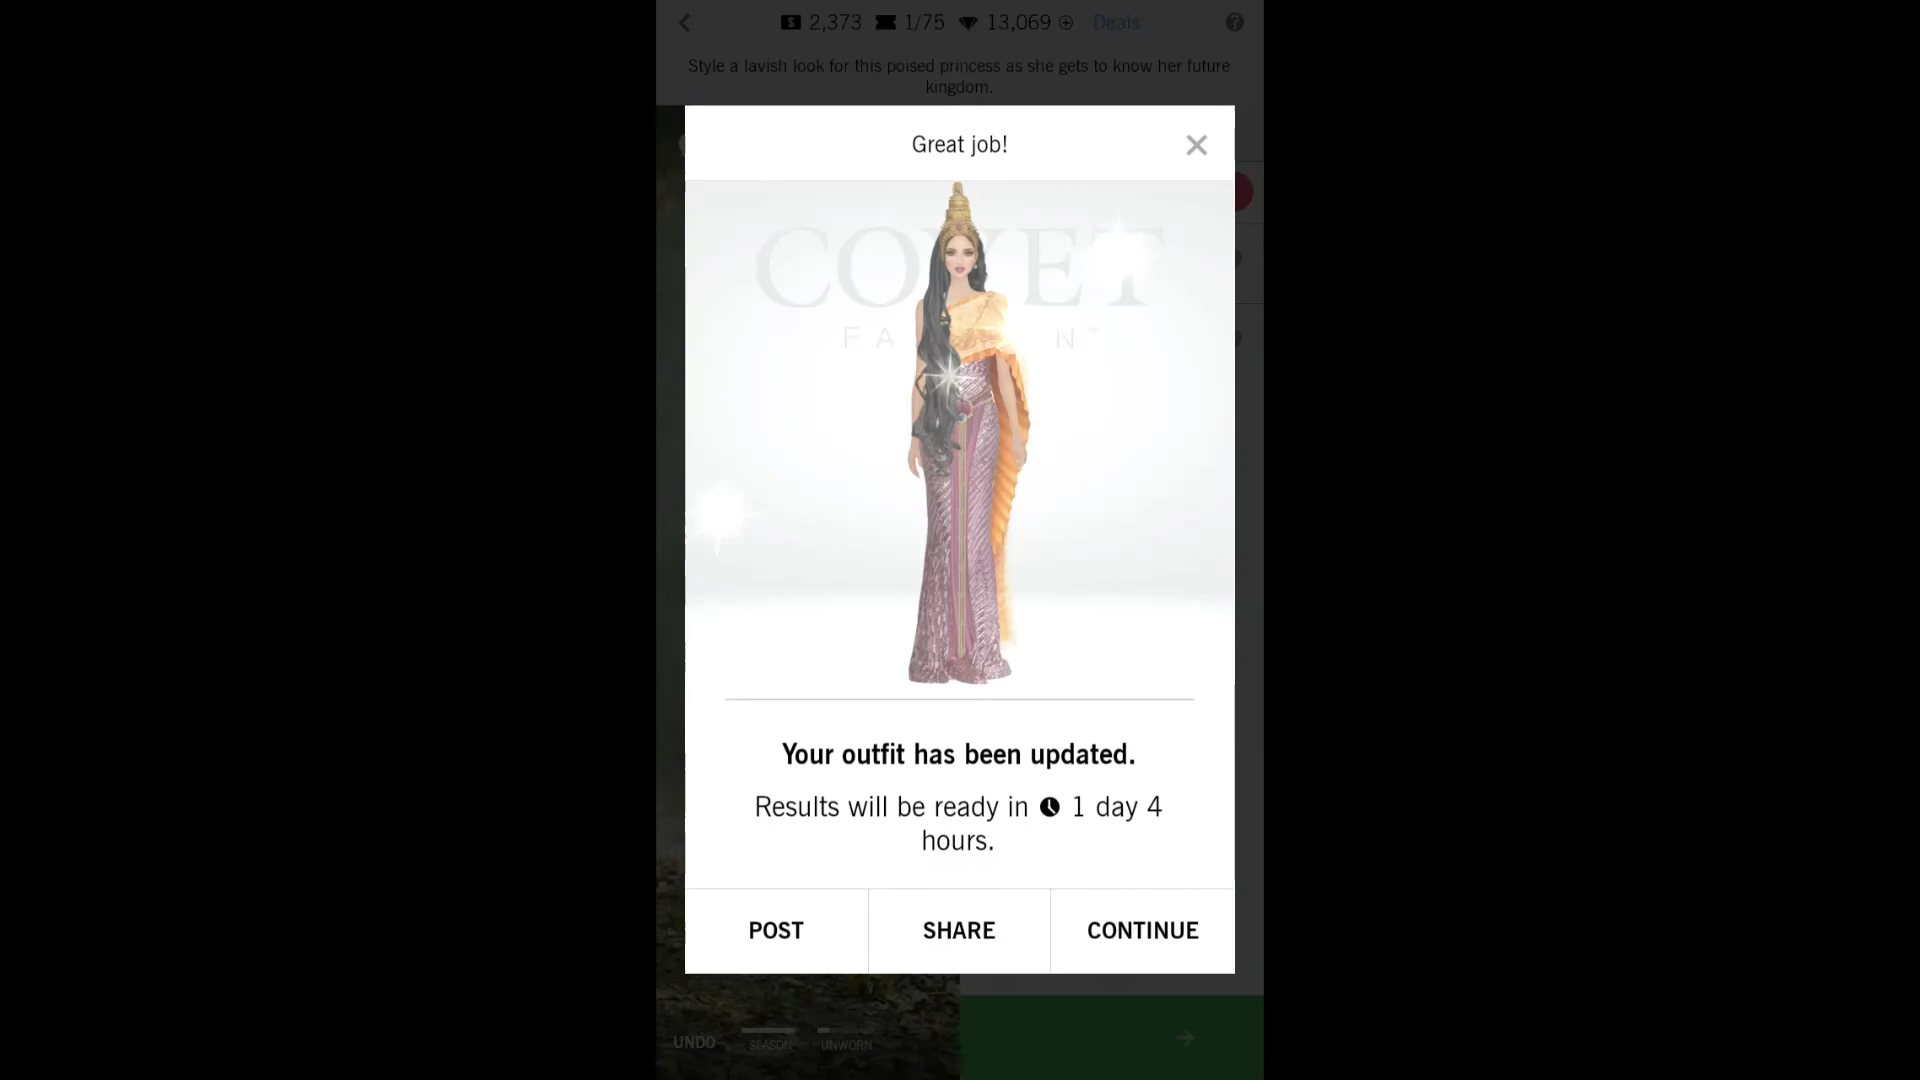 $ 2,373 1/75 13,069 Deals ?
Style a lavish look for this poised princess as she gets to know her future
kingdom.
Great job!
COVET
FA N™
Your outfit has been updated.
Results will be ready in 1 day 4
hours.
POST SHARE CONTINUE
UNDO SEASON UNWORN